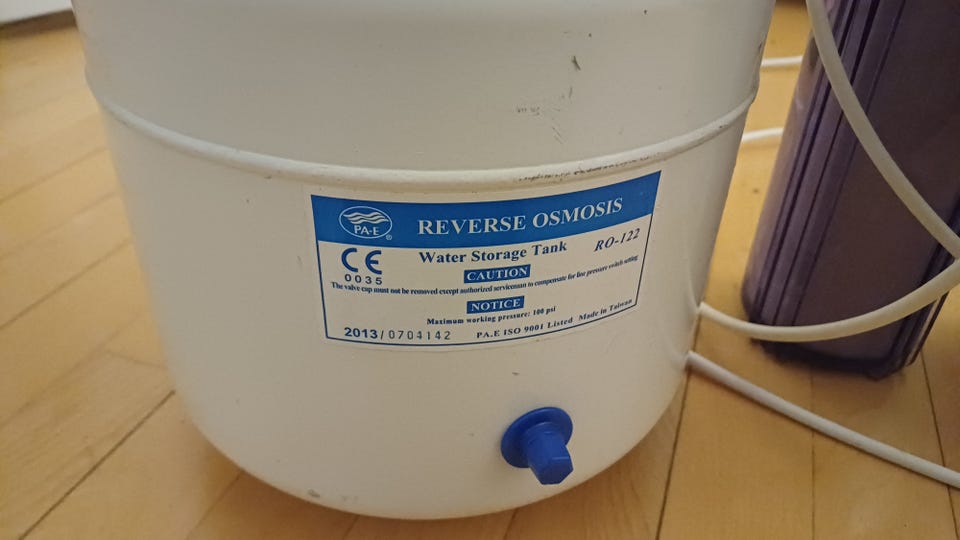 PA-E ®
REVERSE OSMOSIS
Water Storage Tank RO-122
CE
0035
CAUTION
The valve cap must not be removed except authorized serviceman to compensate for line pressure switch setting
NOTICE
Maximum working pressure: 100 psi
2013/0704142 PA.E ISO 9001 Listed Made in Taiwan